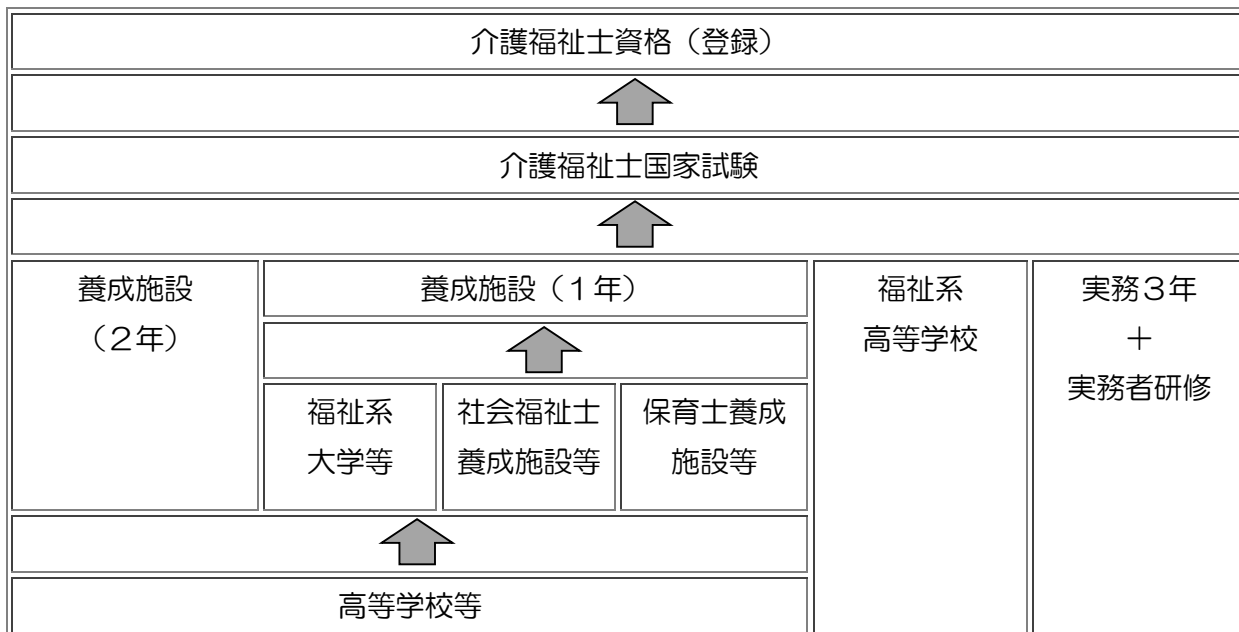 介護福祉士資格（登録）
介護福祉士国家試験
養成施設
（２年）
養成施設（１年）
福祉系
大学等
社会福祉士
養成施設等
保育士養成
施設等
高等学校等
福祉系
高等学校
実務３年
＋
実務者研修